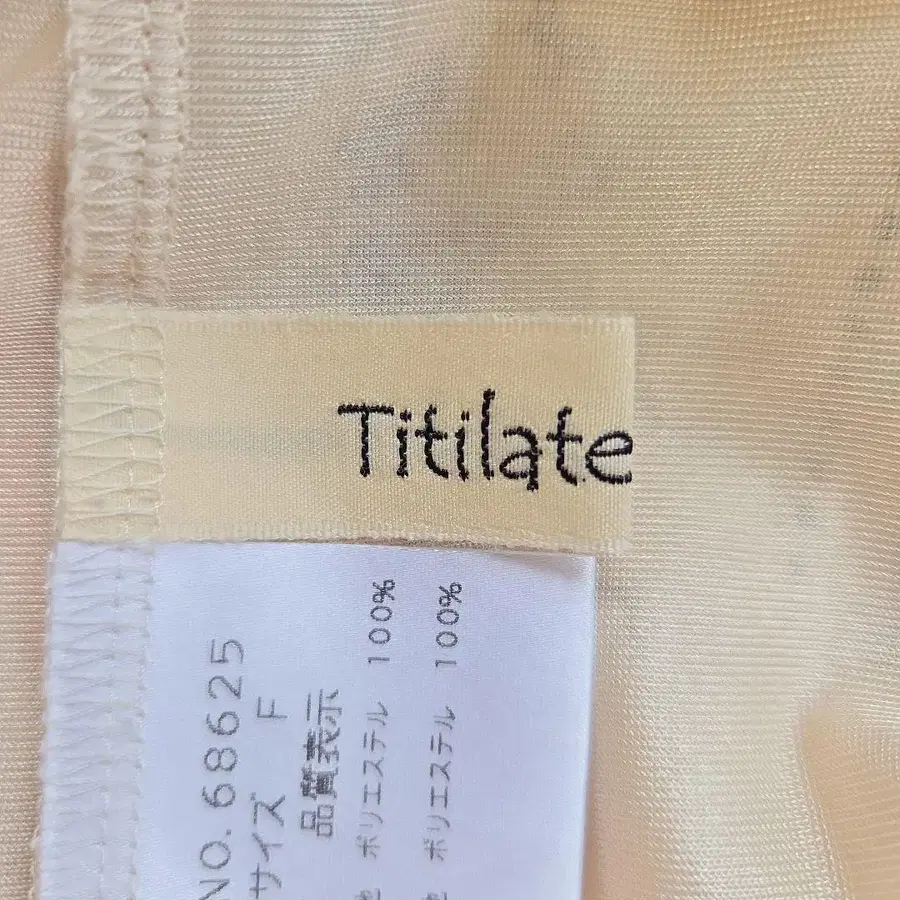 Titilate
NO. 68625
サイズ F
品質表示
ポリエステル 100%
ポリエステル 100%